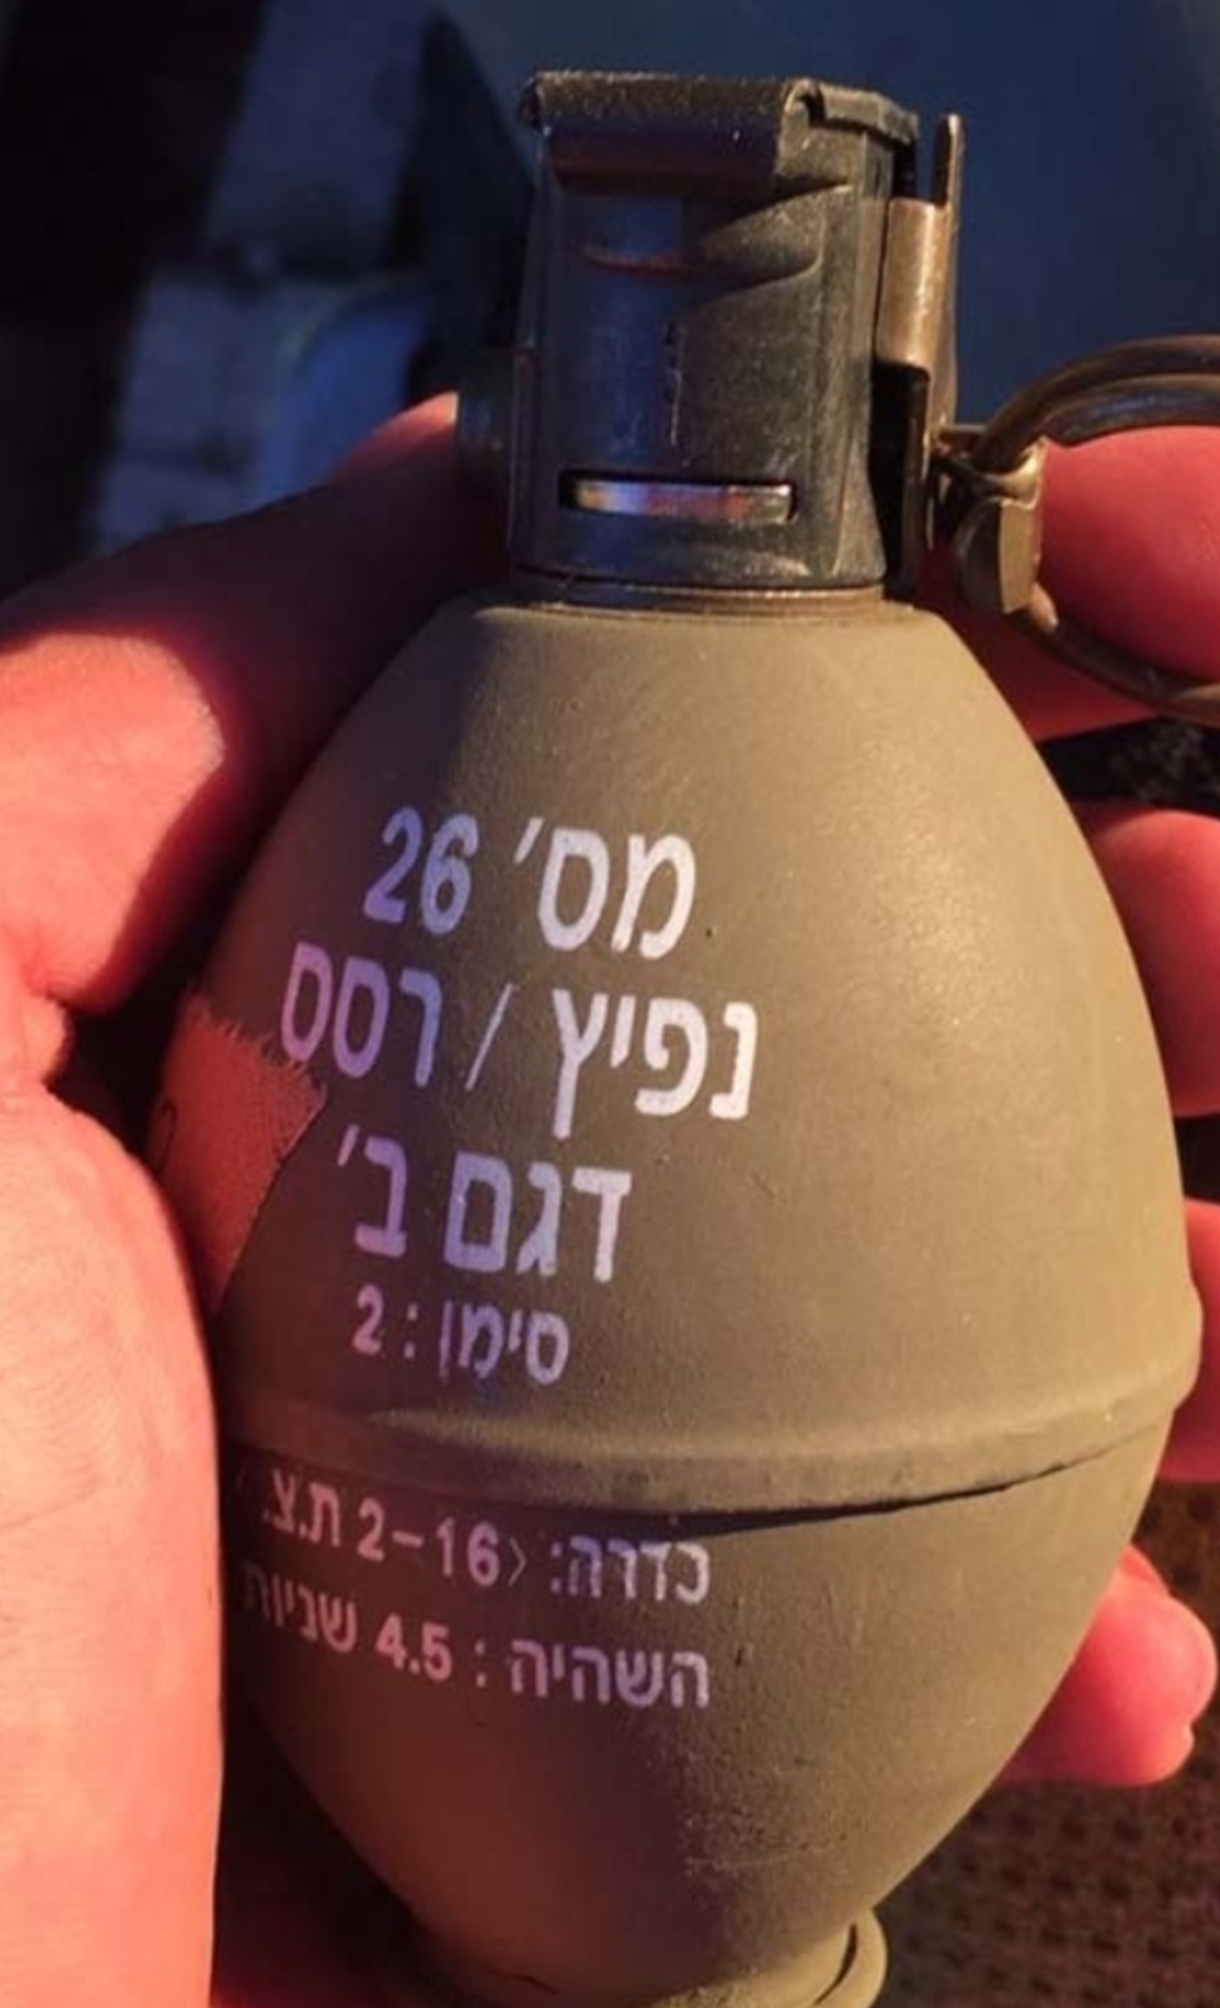 מס' 26
נפיץ / רסס
דגם ב'
סימן : 2
כדרה: 16-2 ת.צ.
השהיה : 4.5 שניות